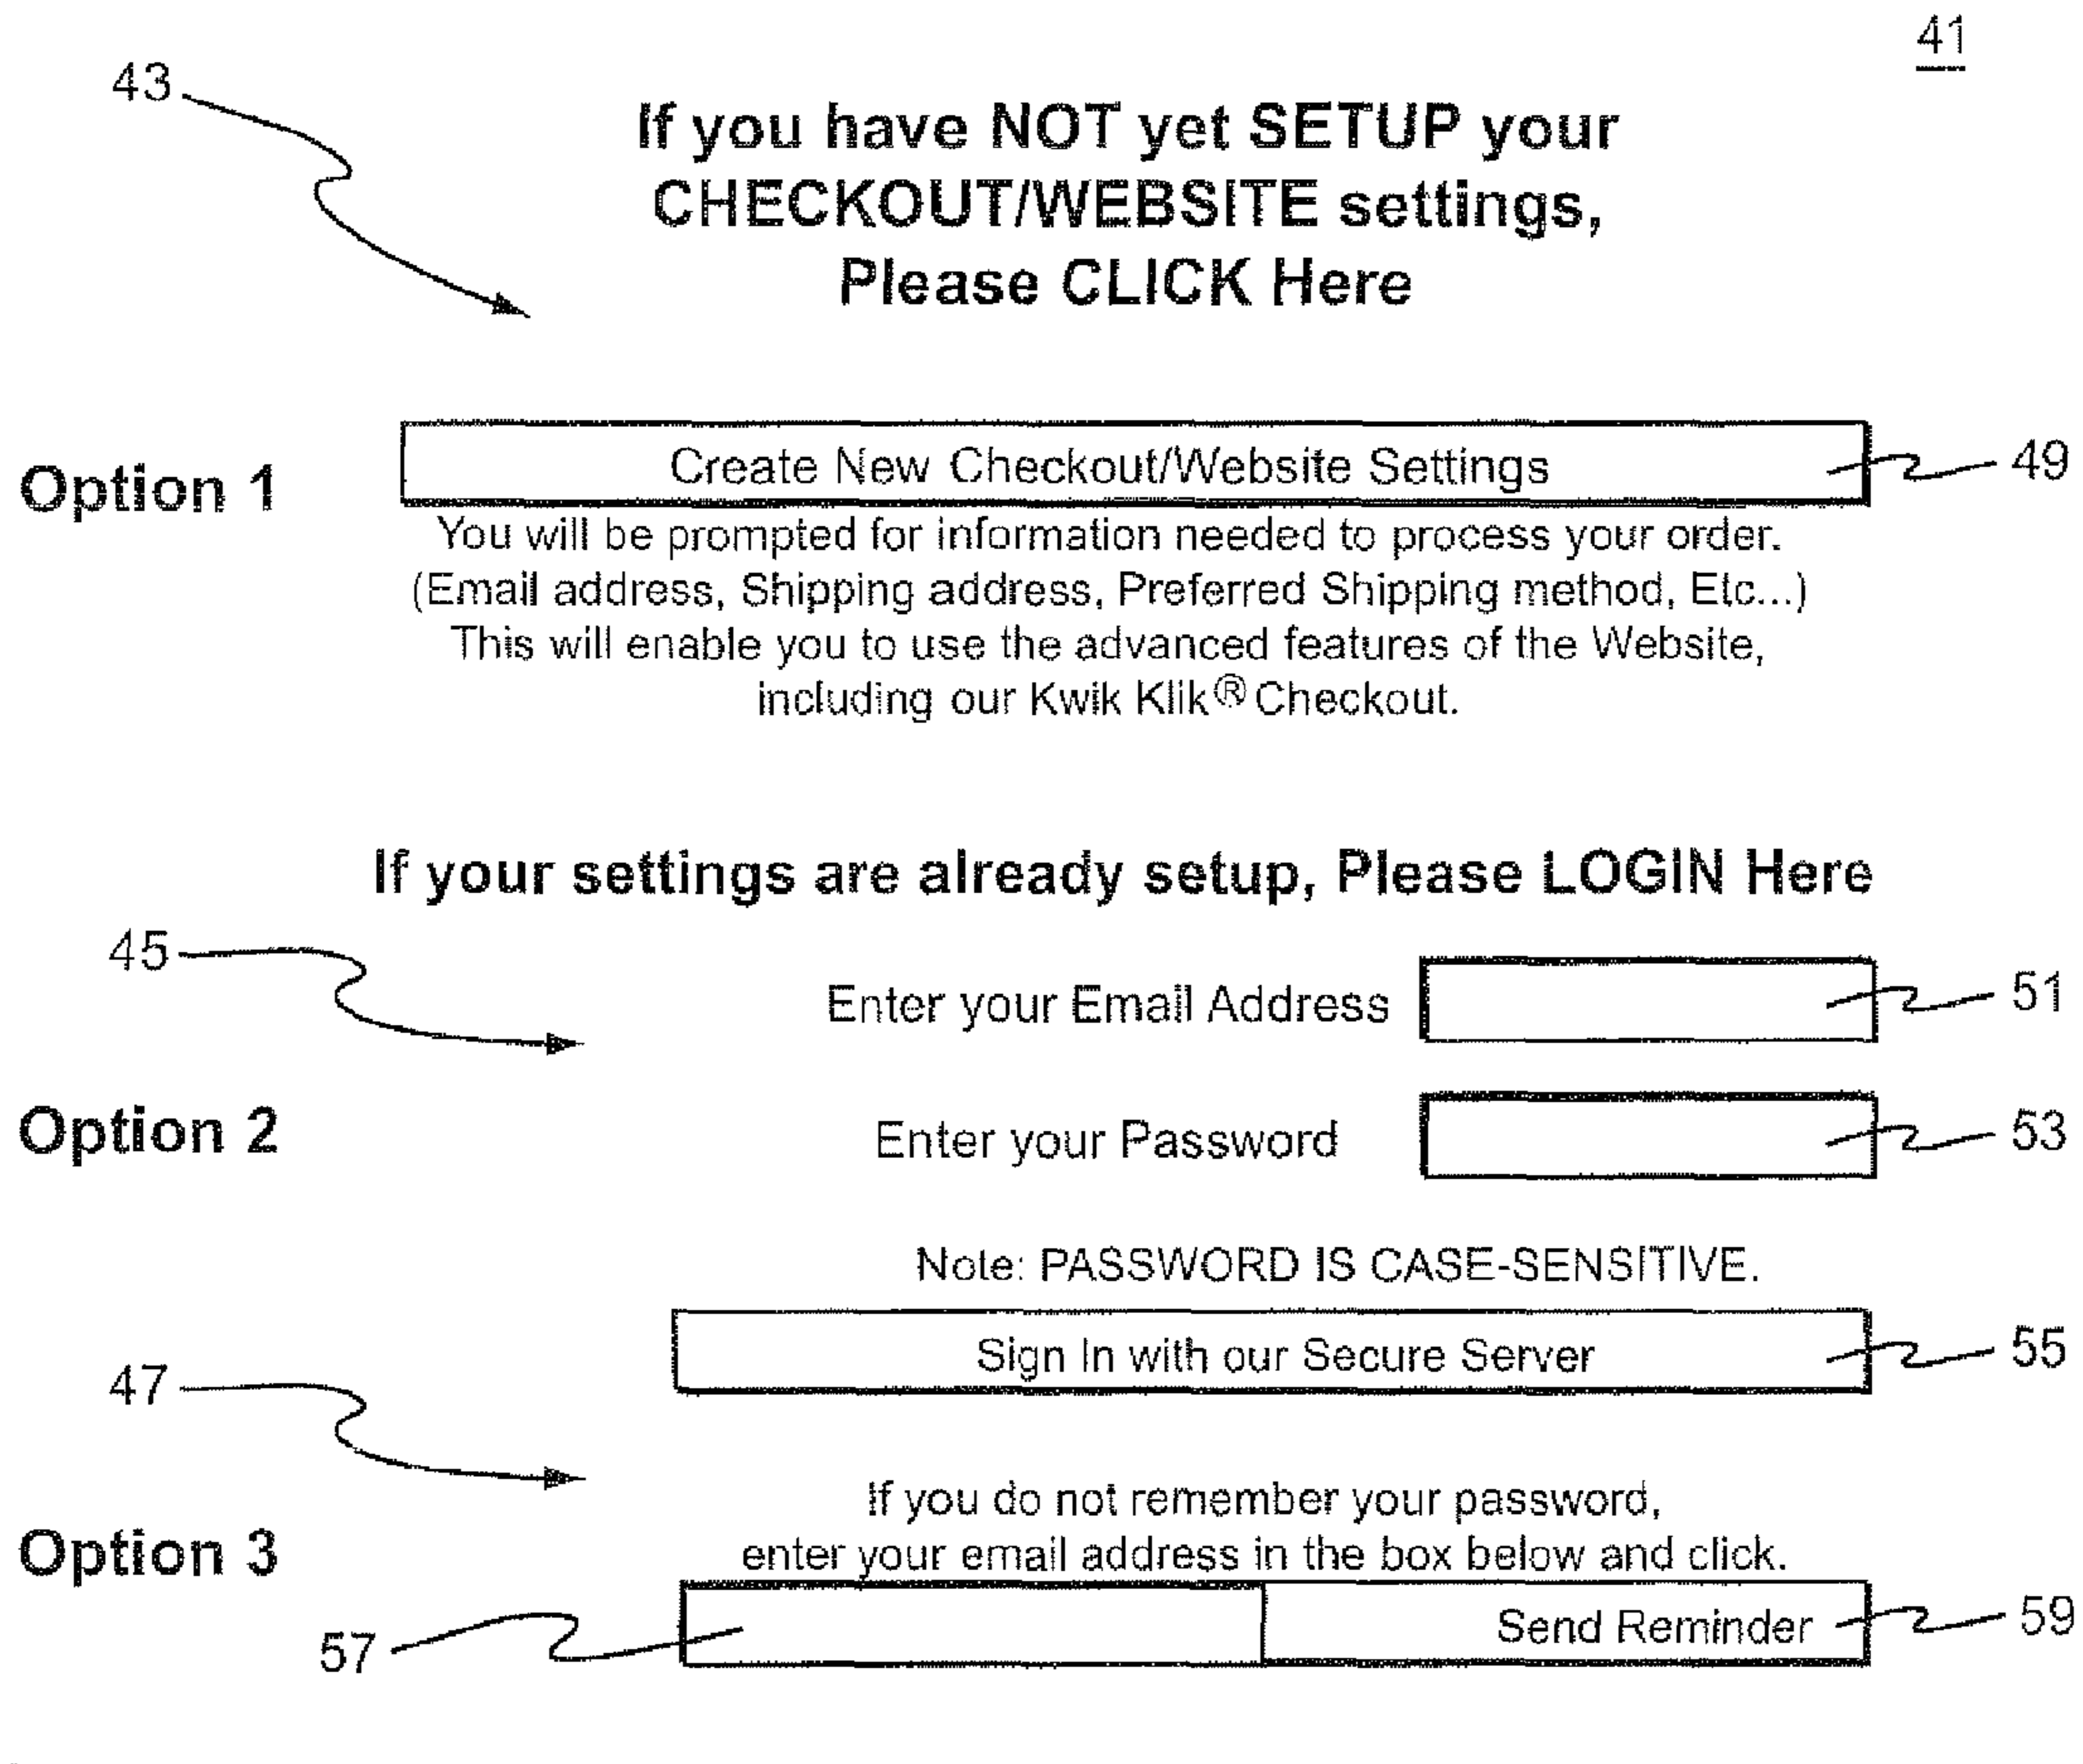 41
43
If you have NOT yet SETUP your
CHECKOUT/WEBSITE settings,
Please CLICK Here
Option 1
Create New Checkout/Website Settings
49
You will be prompted for information needed to process your order.
(Email address, Shipping address, Preferred Shipping method, Etc...)
This will enable you to use the advanced features of the Website,
including our Kwik Klik® Checkout.
If your settings are already setup, Please LOGIN Here
45
Enter your Email Address
51
Option 2
Enter your Password
53
Note: PASSWORD IS CASE-SENSITIVE.
Sign In with our Secure Server
55
47
If you do not remember your password,
Option 3
enter your email address in the box below and click.
57
Send Reminder
59